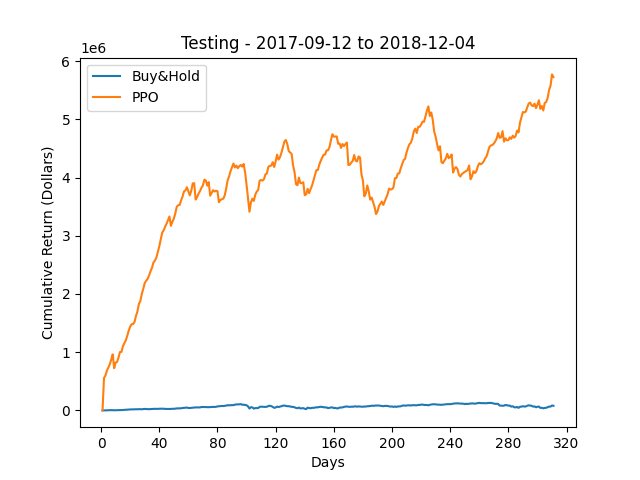 Testing - 2017-09-12 to 2018-12-04
1e6
Buy&Hold
PPO
6
5
4
3
2
1
0
Cumulative Return (Dollars)
0 40 80 120 160 200 240 280 320
Days